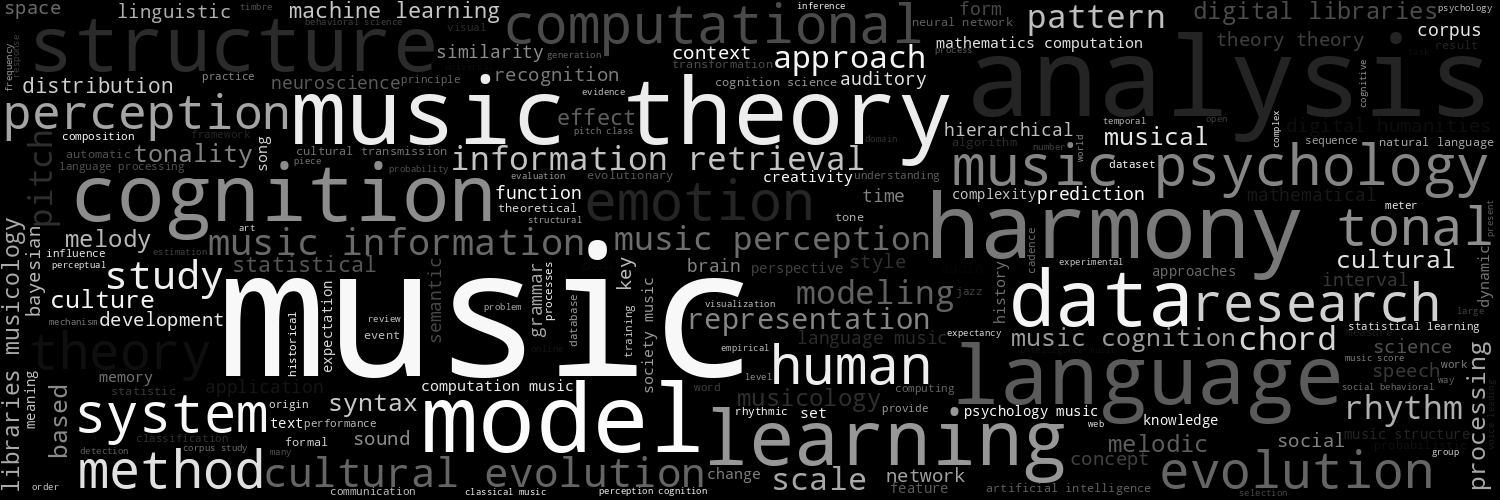 space
linguistic
timbre
machine learning
behavioral science
visual
computational
inference
neural network
form
pattern
digital libraries
psychology
corpus
structure
similarity
generation
context
transformation
approach
mathematics computation
process
theory theory
result
frequency
response
distribution
practice
neuroscience
principle
recognition
evidence
cognition science
auditory
analysis
cognitive
perception
music theory
effect
pitch class
domain
hierarchical
temporal
open
musical
complex
digital humanities
composition
framework
song
cultural transmission
piece
information retrieval
algorithm
number
world
sequence
natural language
pitch
automatic
language processing
tonality
probability
evaluation
evolutionary
creativity
understanding
music psychology
dataset
cognition
function
theoretical
structural
emotion
time
tone
complexity
prediction
mathematical
meter
present
melody
influence
perceptual
estimation
art
music information
music perception
harmony
cadence
tonal
cultural
libraries musicology
bayesian
study
statistical
semantic
grammar
processes
key
brain
perspective
style
experimental
approaches
interval
dynamic
culture
mechanism
development
music
historical
expectation
review
event
problem
database
training
society music
visualization
modeling
jazz
history
data
research
large
representation
language music
expectancy
music cognition
chord
statistical learning
theory
online
empirical
level
human
language
science
music score
work
speech
way
social behavioral
meaning
memory
statistic
application
computation music
word
computing
musicology
provide
based
system
origin
text
performance
syntax
model
learning
rhythmic
set
psychology music
web
knowledge
rhythm
processing
classification
corpus study
detection
formal
many
sound
melodic
social
music structure
probabilistic
voice leading
group
method
cultural evolution
change
scale
network
feature
concept
artificial intelligence
evolution
selection
order
communication
classical music
perception cognition